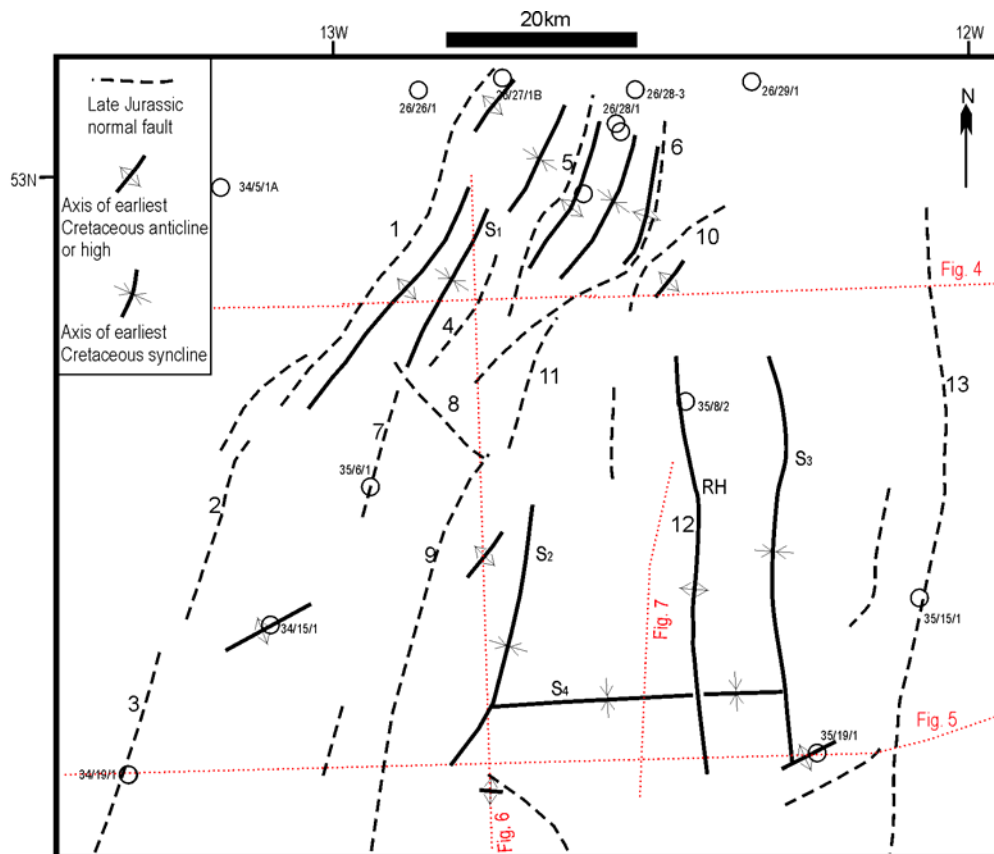 20km
13W
12W
Late Jurassic
normal fault
Axis of earliest
Cretaceous anticline
or high
Axis of earliest
Cretaceous syncline
N
53N
26/26/1
26/27/1B
26/28-3
26/28/1
26/29/1
34/5/1A
5
6
1
S1
10
Fig. 4
4
11
13
8
35/8/2
7
S3
35/6/1
RH
2
12
9
S2
Fig. 7
35/15/1
34/15/1
S4
3
Fig. 5
35/19/1
34/19/1
Fig. 6